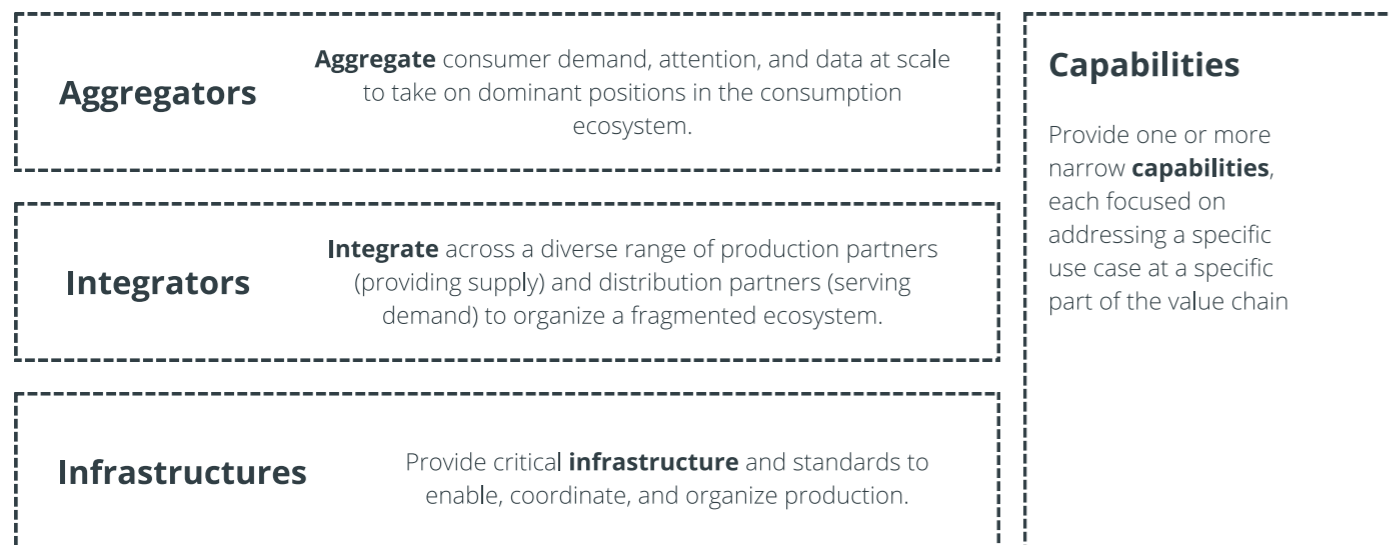 Aggregators
Aggregate consumer demand, attention, and data at scale
to take on dominant positions in the consumption
ecosystem.
Integrators
Integrate across a diverse range of production partners
(providing supply) and distribution partners (serving
demand) to organize a fragmented ecosystem.
Infrastructures
Provide critical infrastructure and standards to
enable, coordinate, and organize production.
Capabilities
Provide one or more
narrow capabilities,
each focused on
addressing a specific
use case at a specific
part of the value chain